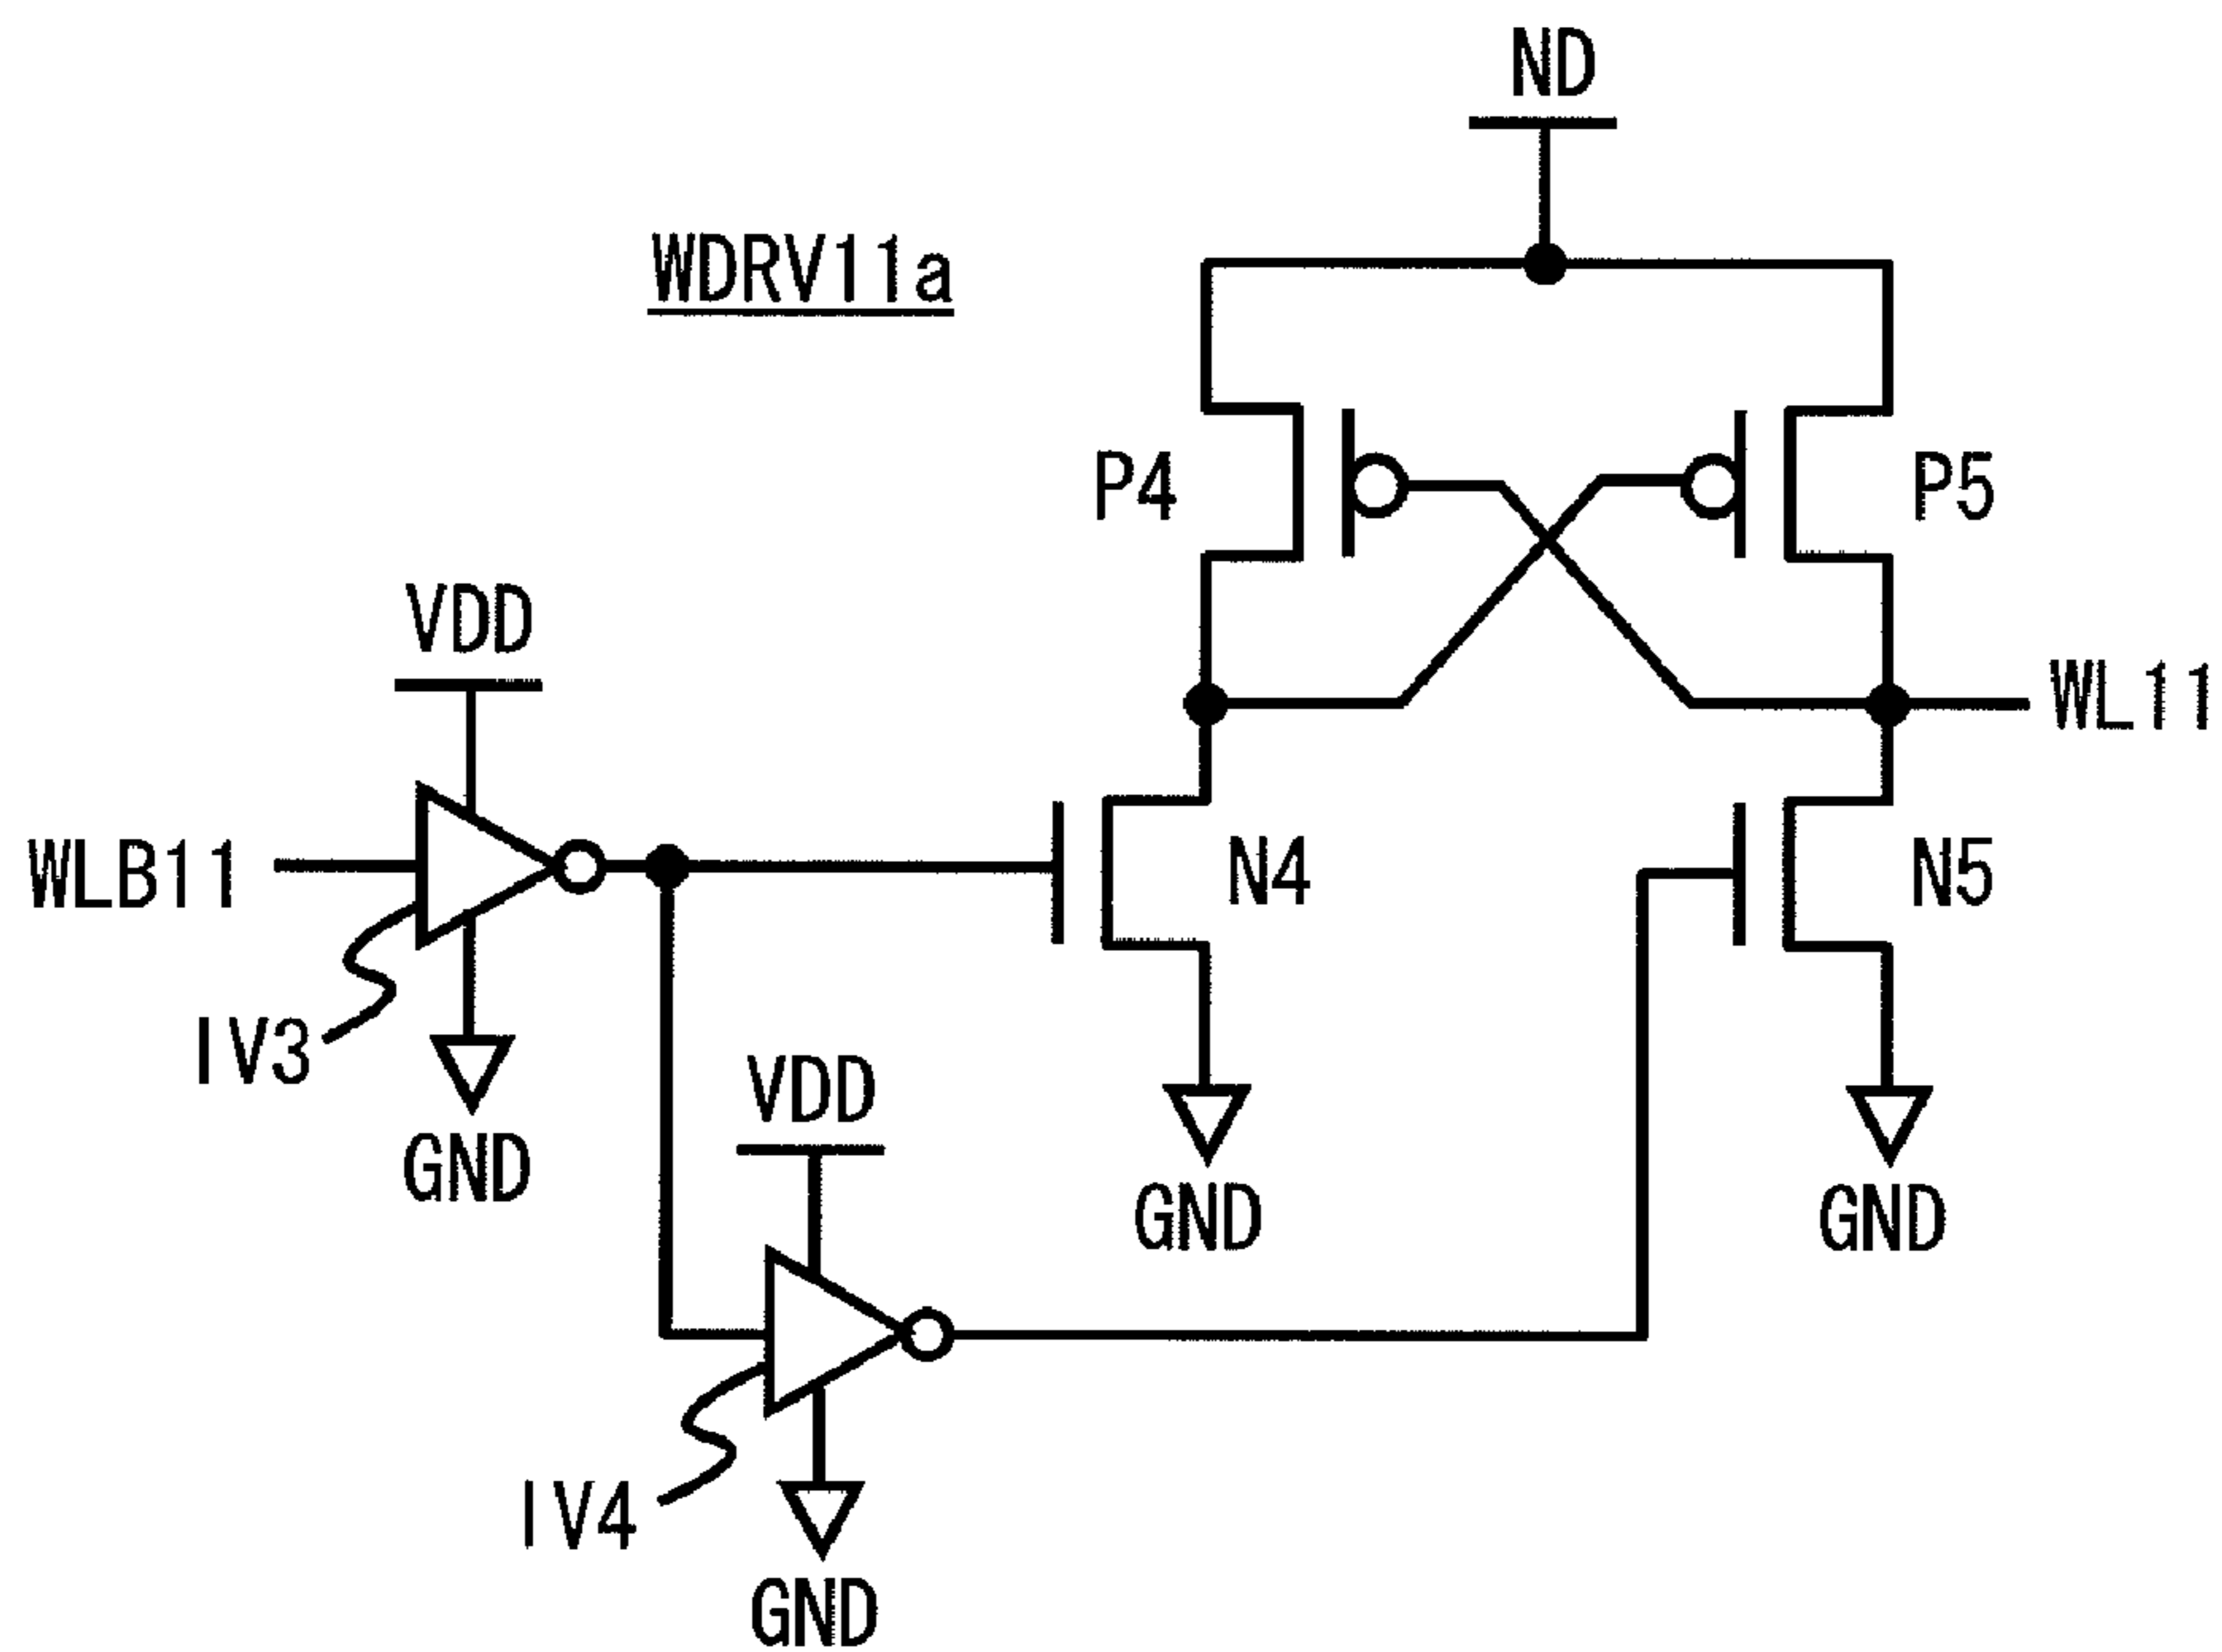 ND
WDRV11a
P4
P5
VDD
WL11
WLB11
N4
N5
IV3
VDD
GND
GND
GND
IV4
GND